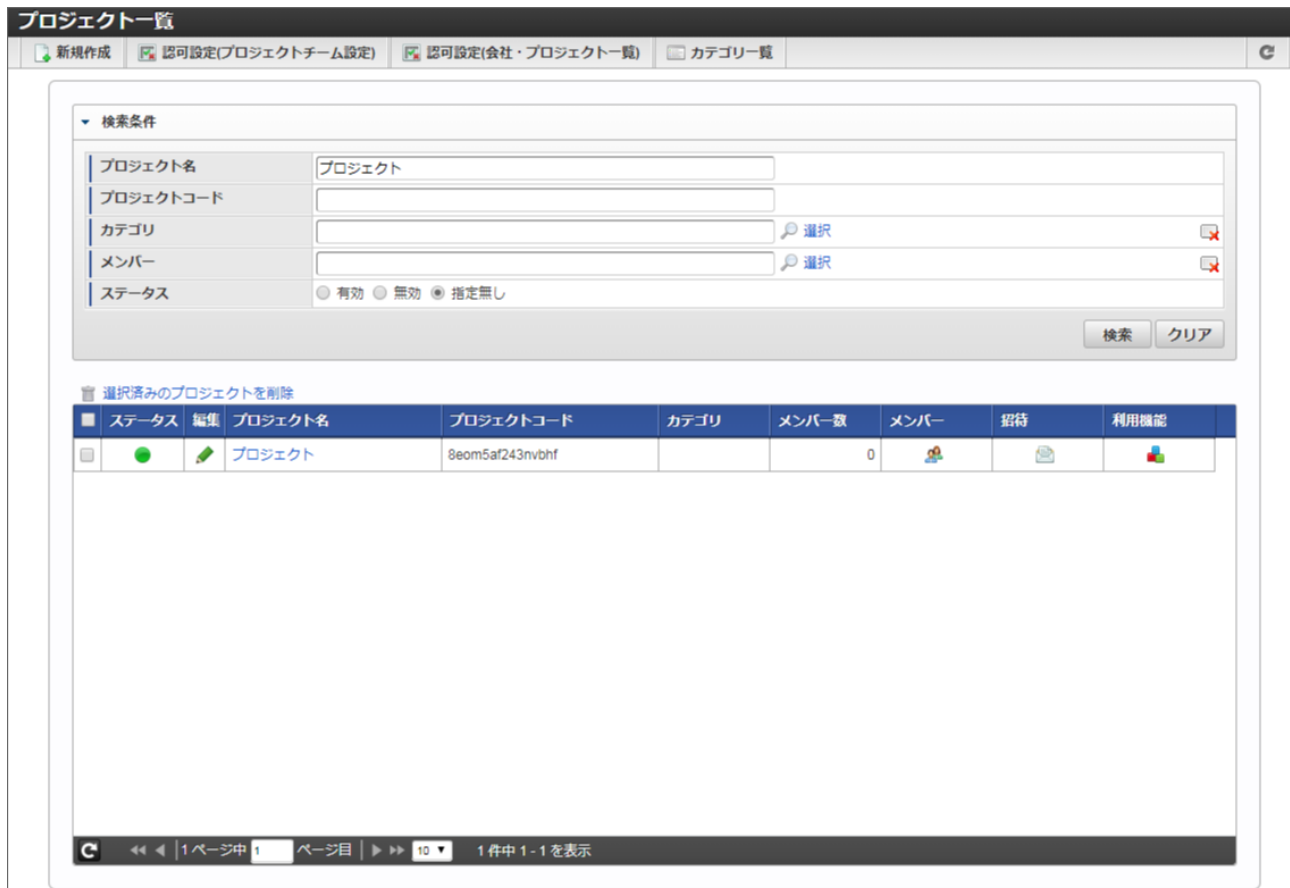 プロジェクト一覧
新規作成 認可設定(プロジェクトチーム設定) 認可設定(会社・プロジェクト一覧) カテゴリ一覧
検索条件
プロジェクト名 プロジェクト
プロジェクトコード
カテゴリ 選択
メンバー 選択
ステータス 有効 無効 指定無し
検索 クリア
選択済みのプロジェクトを削除
ステータス 編集 プロジェクト名 プロジェクトコード カテゴリ メンバー数 メンバー 招待 利用機能
プロジェクト 8eom5af243nvbhf 0
1 ページ中 1 ページ目 10 1 件中 1 - 1 を表示